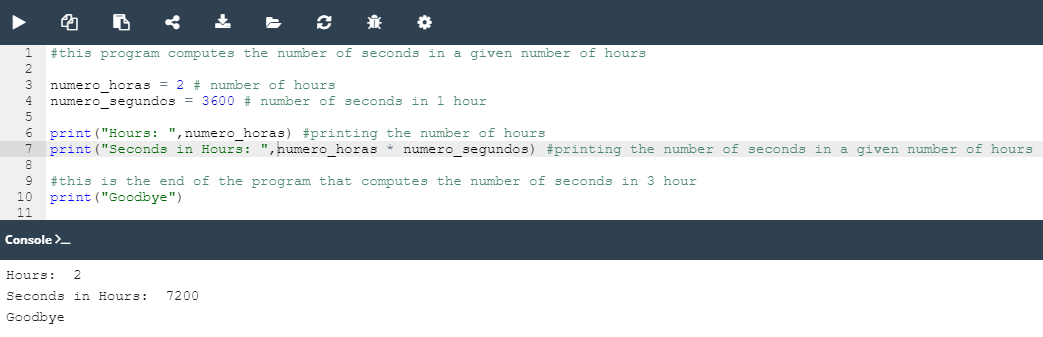 1 #this program computes the number of seconds in a given number of hours
2
3 numero_horas = 2 # number of hours
4 numero_segundos = 3600 # number of seconds in 1 hour
5
6 print("Hours: ",numero_horas) #printing the number of hours
7 print("Seconds in Hours: ",numero_horas * numero_segundos) #printing the number of seconds in a given number of hours
8
9 #this is the end of the program that computes the number of seconds in 3 hour
10 print("Goodbye")
11
Console >_
Hours:  2
Seconds in Hours:  7200
Goodbye